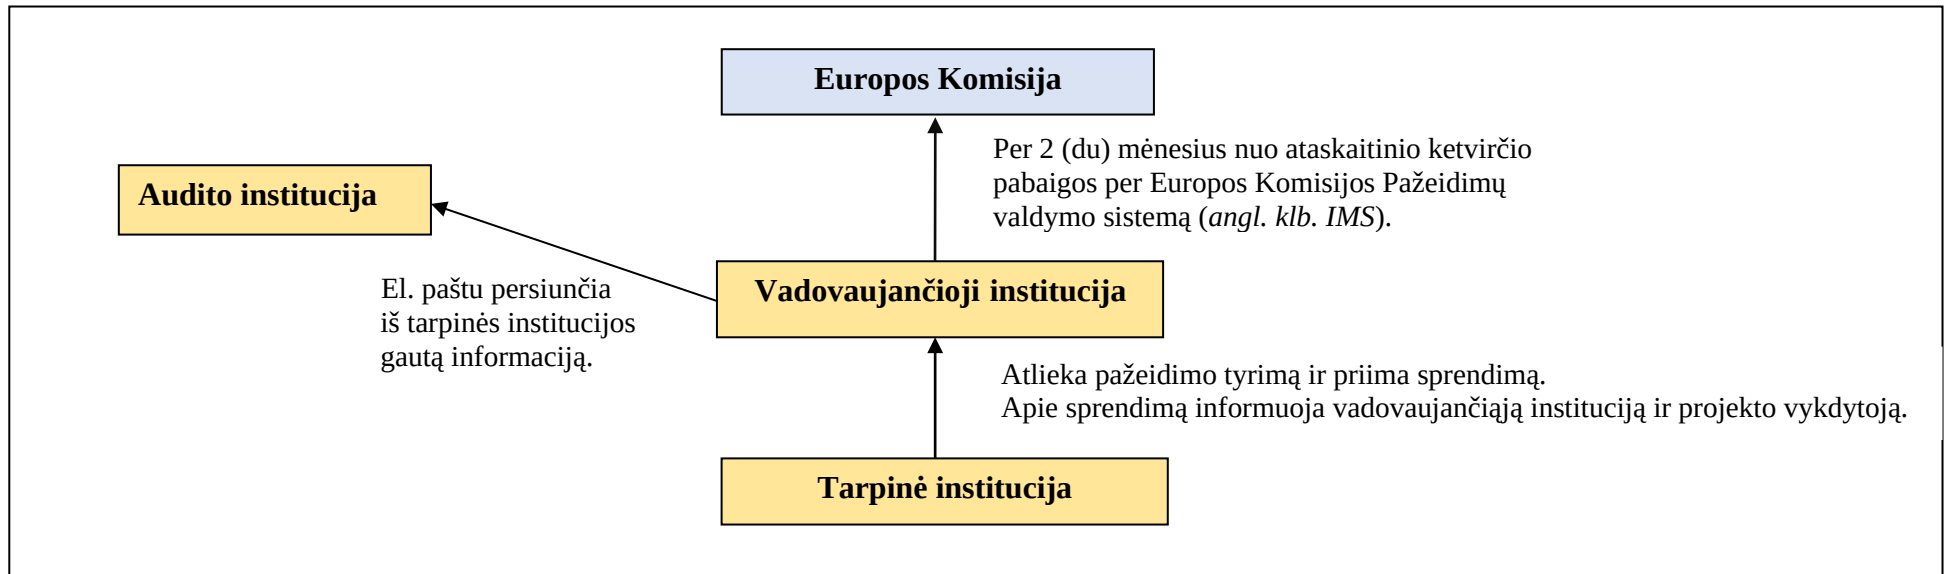 Europos Komisija
Per 2 (du) mėnesius nuo ataskaitinio ketvirčio
pabaigos per Europos Komisijos Pažeidimų
valdymo sistemą (angl. klb. IMS).
Audito institucija
El. paštu persiunčia
iš tarpinės institucijos
gautą informaciją.
Vadovaujančioji institucija
Atlieka pažeidimo tyrimą ir priima sprendimą.
Apie sprendimą informuoja vadovaujančiąją instituciją ir projekto vykdytoją.
Tarpinė institucija